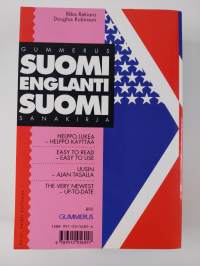 Ilkka Rekiaro
Douglas Robinson
GUMMERUS
SUOMI
ENGLANTI
SUOMI
SANAKIRJA
HELPPO LUKEA
– HELPPO KÄYTTÄÄ
EASY TO READ
– EASY TO USE
UUSIN
– AJAN TASALLA
THE VERY NEWEST
– UP-TO-DATE
GUMMERUS